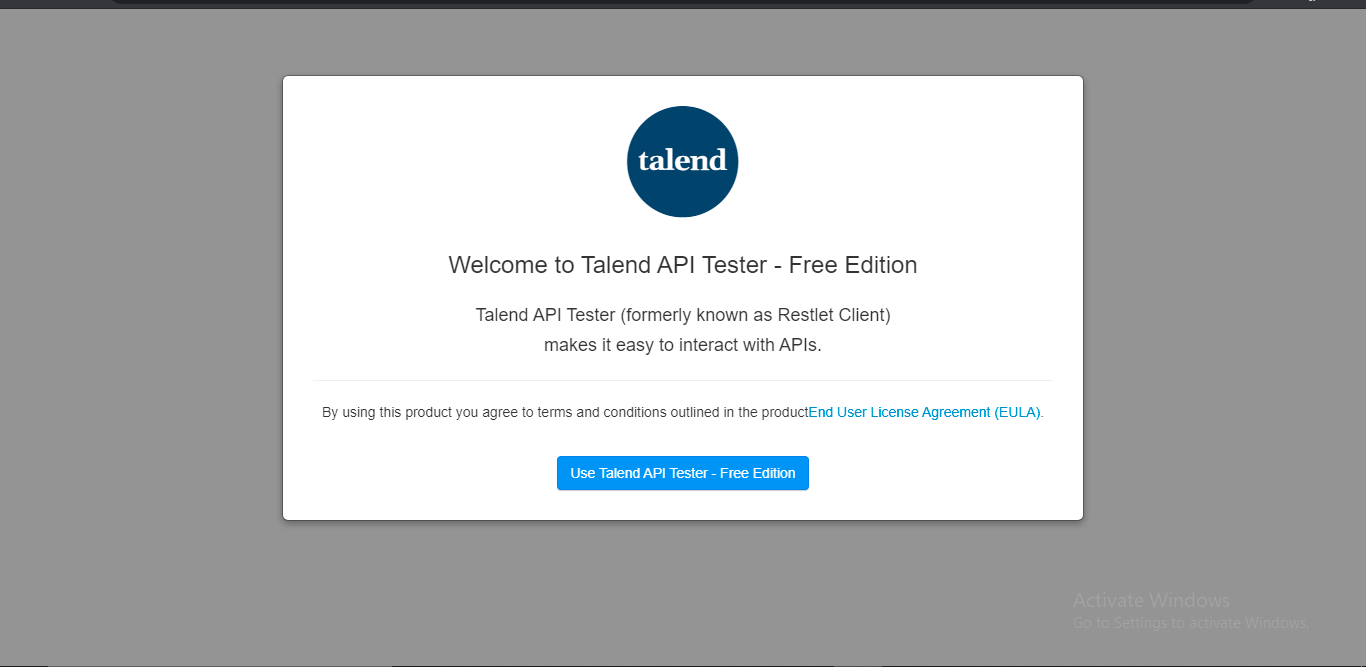 talend
Welcome to Talend API Tester - Free Edition
Talend API Tester (formerly known as Restlet Client)
makes it easy to interact with APIs.
By using this product you agree to terms and conditions outlined in the productEnd User License Agreement (EULA).
Use Talend API Tester - Free Edition
Activate Windows
Go to Settings to activate Windows.